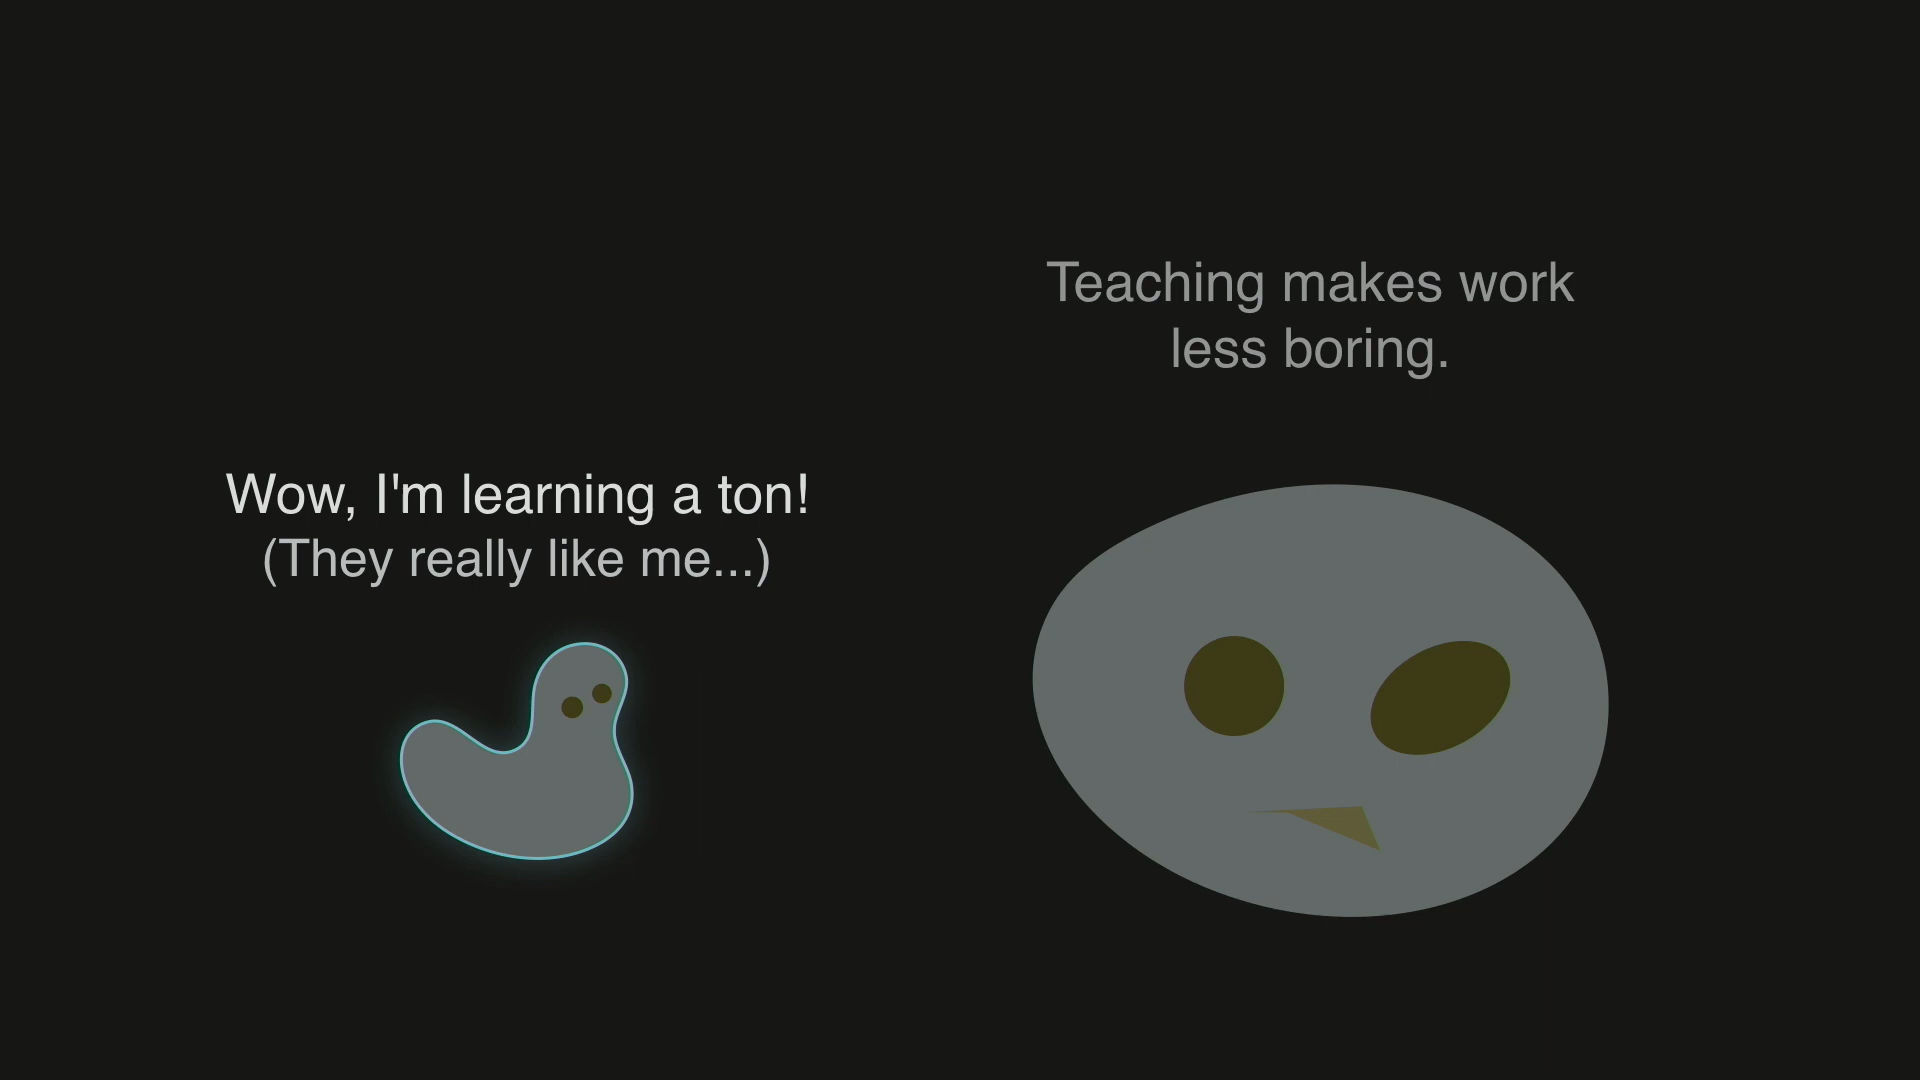 Teaching makes work
less boring.
Wow, I'm learning a ton!
(They really like me...)